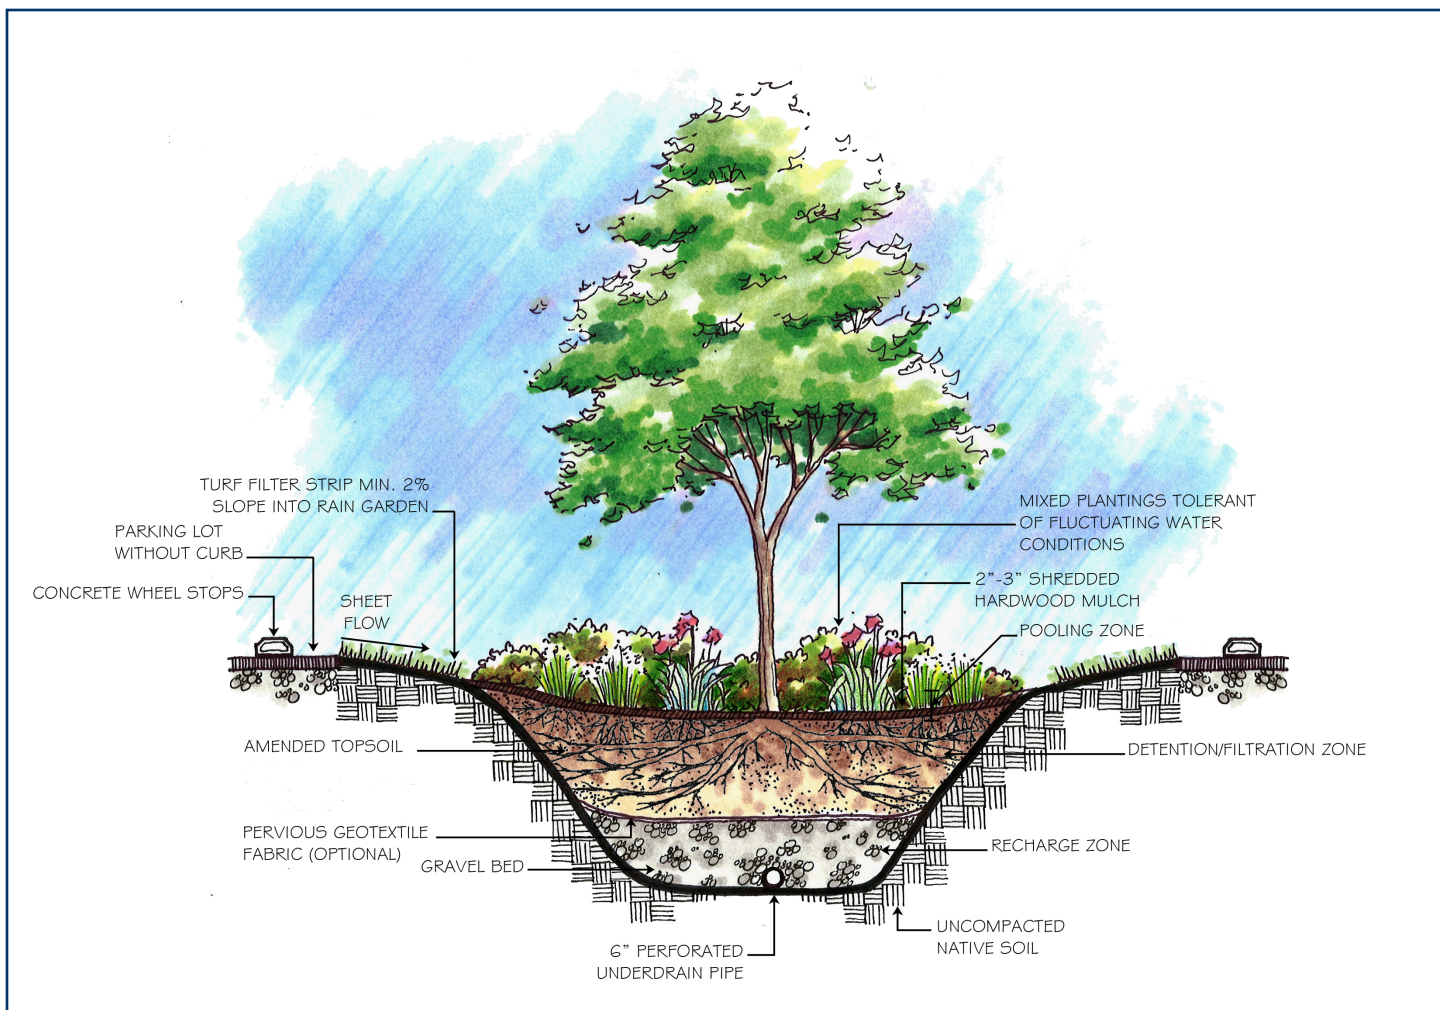 TURF FILTER STRIP MIN. 2%
SLOPE INTO RAIN GARDEN
PARKING LOT
WITHOUT CURB
CONCRETE WHEEL STOPS
SHEET
FLOW
MIXED PLANTINGS TOLERANT
OF FLUCTUATING WATER
CONDITIONS
2"-3" SHREDDED
HARDWOOD MULCH
POOLING ZONE
AMENDED TOPSOIL
DETENTION/FILTRATION ZONE
PERVIOUS GEOTEXTILE
FABRIC (OPTIONAL)
GRAVEL BED
RECHARGE ZONE
6" PERFORATED
UNDERDRAIN PIPE
UNCOMPACTED
NATIVE SOIL